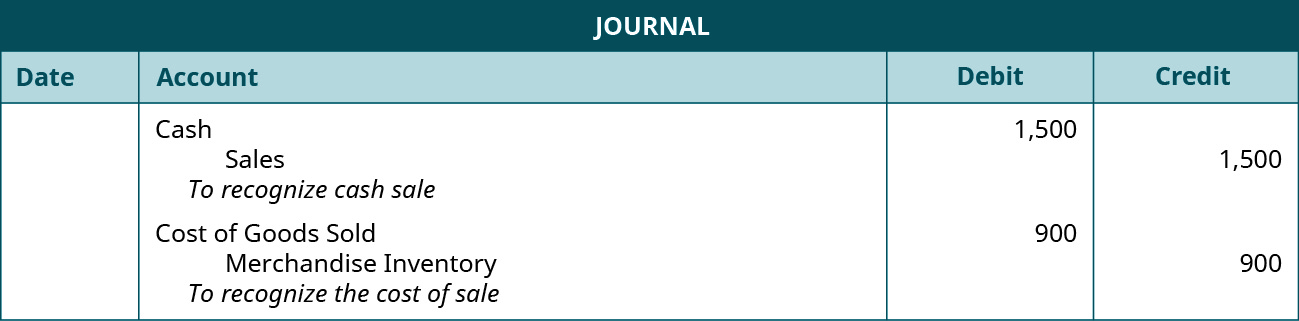 JOURNAL
Date Account Debit Credit
Cash 1,500
Sales 1,500
To recognize cash sale
Cost of Goods Sold 900
Merchandise Inventory 900
To recognize the cost of sale